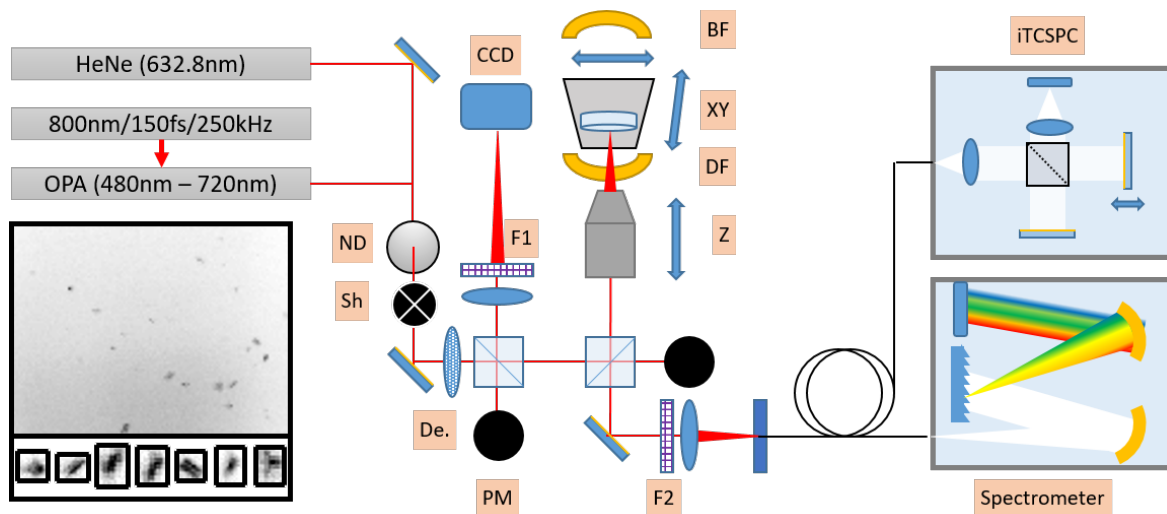 HeNe (632.8nm)
800nm/150fs/250kHz
OPA (480nm – 720nm)
CCD
BF
XY
DF
Z
ND
F1
Sh
De.
PM
F2
iTCSPC
Spectrometer